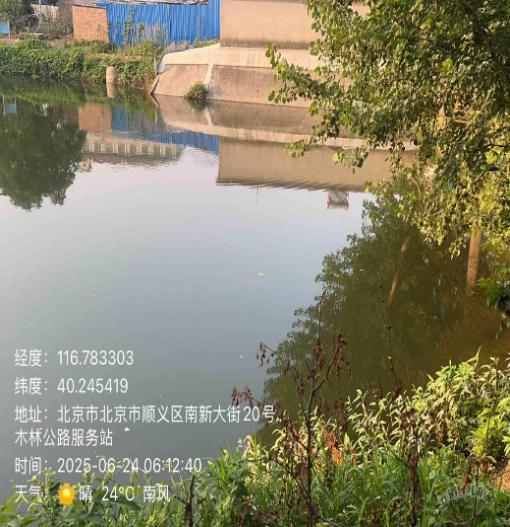 经度：116.783303
纬度：40.245419
地址：北京市北京市顺义区南新大街20号
木林公路服务站
时间：2025-06-24 06:12:40
天气 ☀ 晴 24℃ 南风